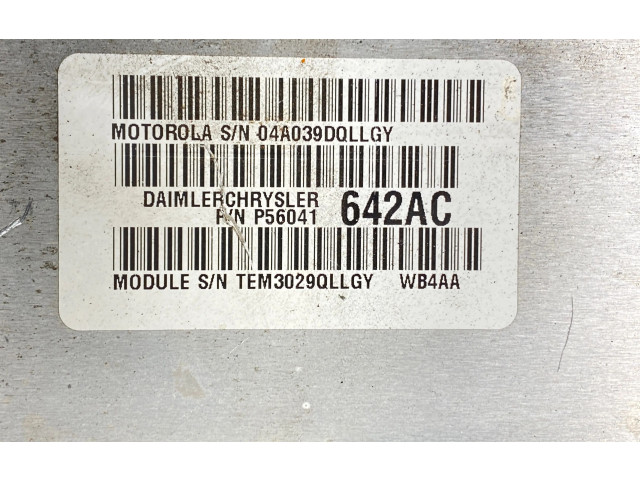 MOTOROLA S/N 04A039DQLLGY
DAIMLERCHRYSLER
P/N P56041 642AC
MODULE S/N TEM3029QLLGY WB4AA